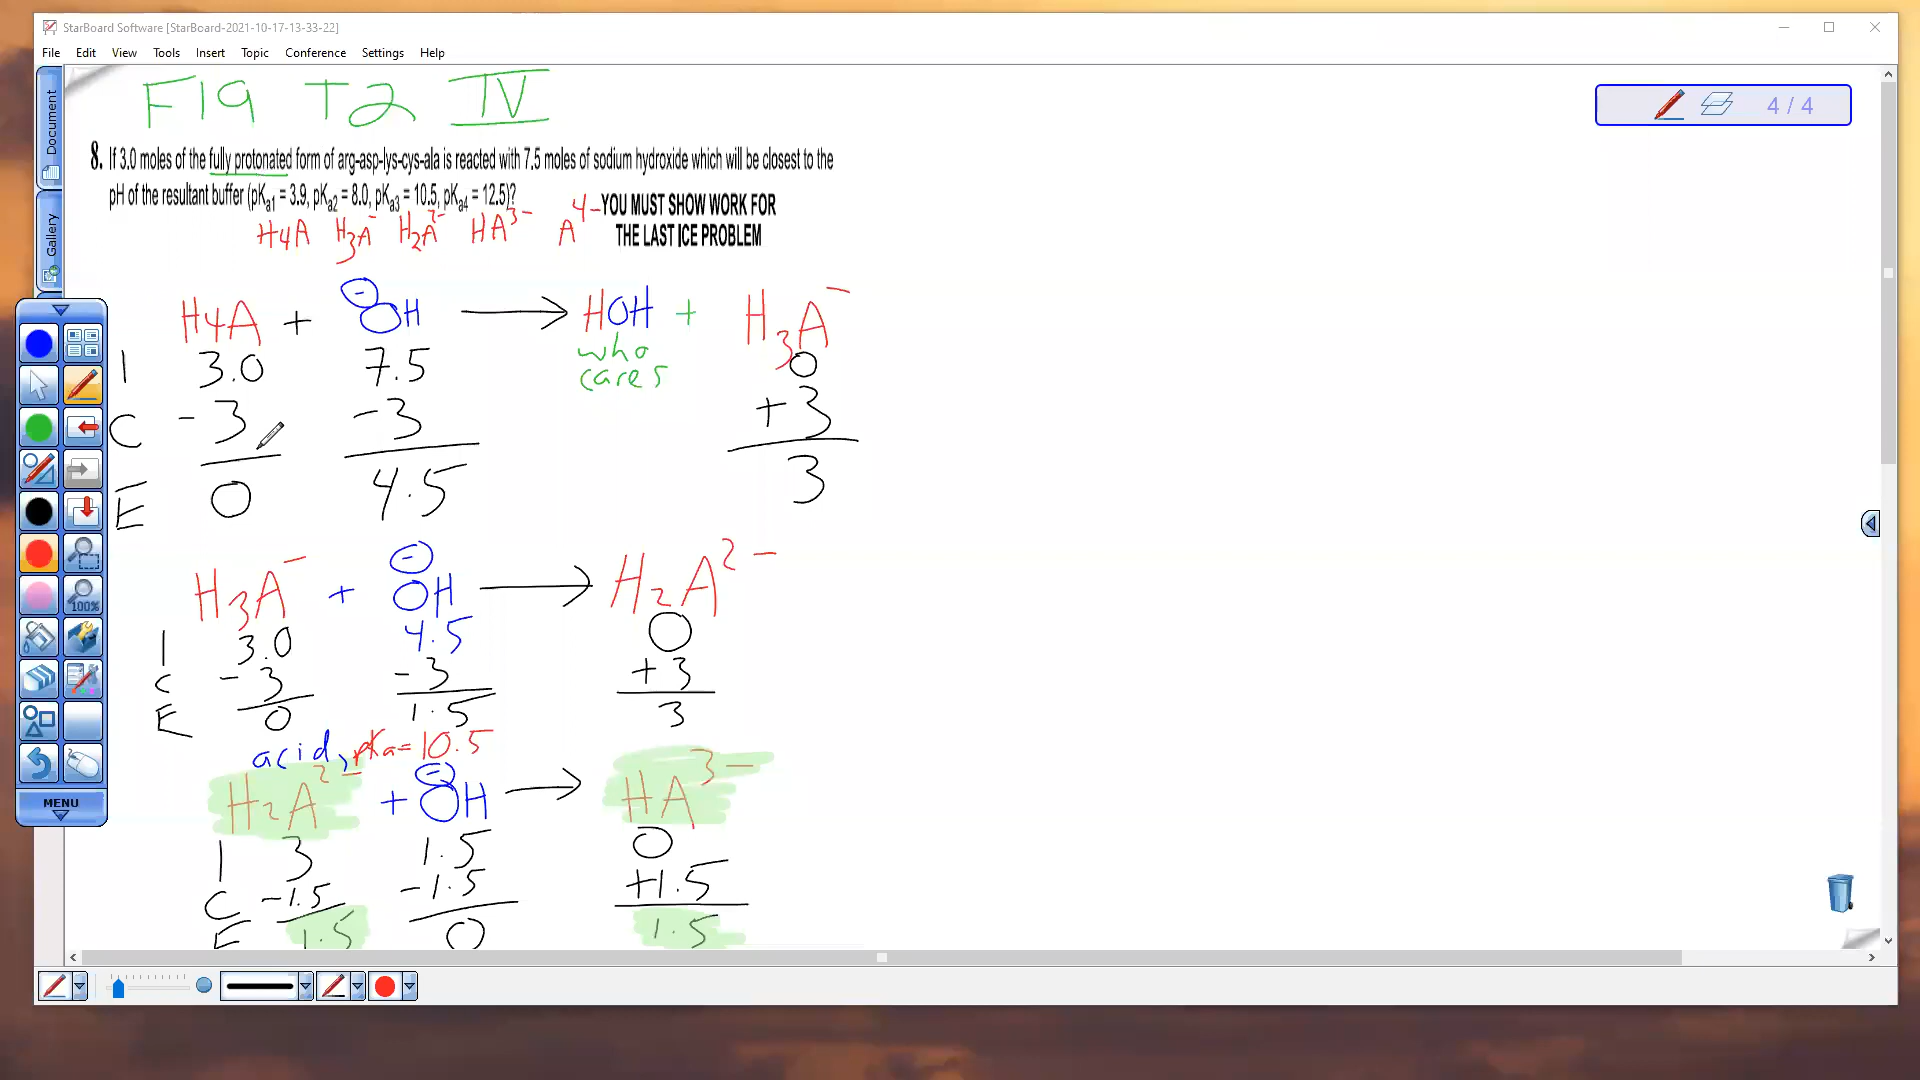 StarBoard Software [StarBoard-2021-10-17-13-33-22]
File Edit View Tools Insert Topic Conference Settings Help
Document
Gallery
4 / 4
F19 T2 IV
8. If 3.0 moles of the fully protonated form of arg-asp-lys-cys-ala is reacted with 7.5 moles of sodium hydroxide which will be closest to the
pH of the resultant buffer (pKa1 = 3.9, pKa2 = 8.0, pKa3 = 10.5, pKa4 = 12.5)?
YOU MUST SHOW WORK FOR
THE LAST ICE PROBLEM
H4A H3A⁻ H2A²⁻ HA³⁻ A⁴⁻
H4A + ⊖OH → HOH + H3A⁻
who
cares
I 3.0 7.5 0
C -3 -3 +3
E 0 4.5 3
H3A⁻ + ⊖OH → H2A²⁻
I 3.0 4.5 0
C -3 -3 +3
E 0 1.5 3
acid, pKa = 10.5
H2A²⁻ + ⊖OH → HA³⁻
I 3 1.5 0
C -1.5 -1.5 +1.5
E 1.5 0 1.5
100%
MENU